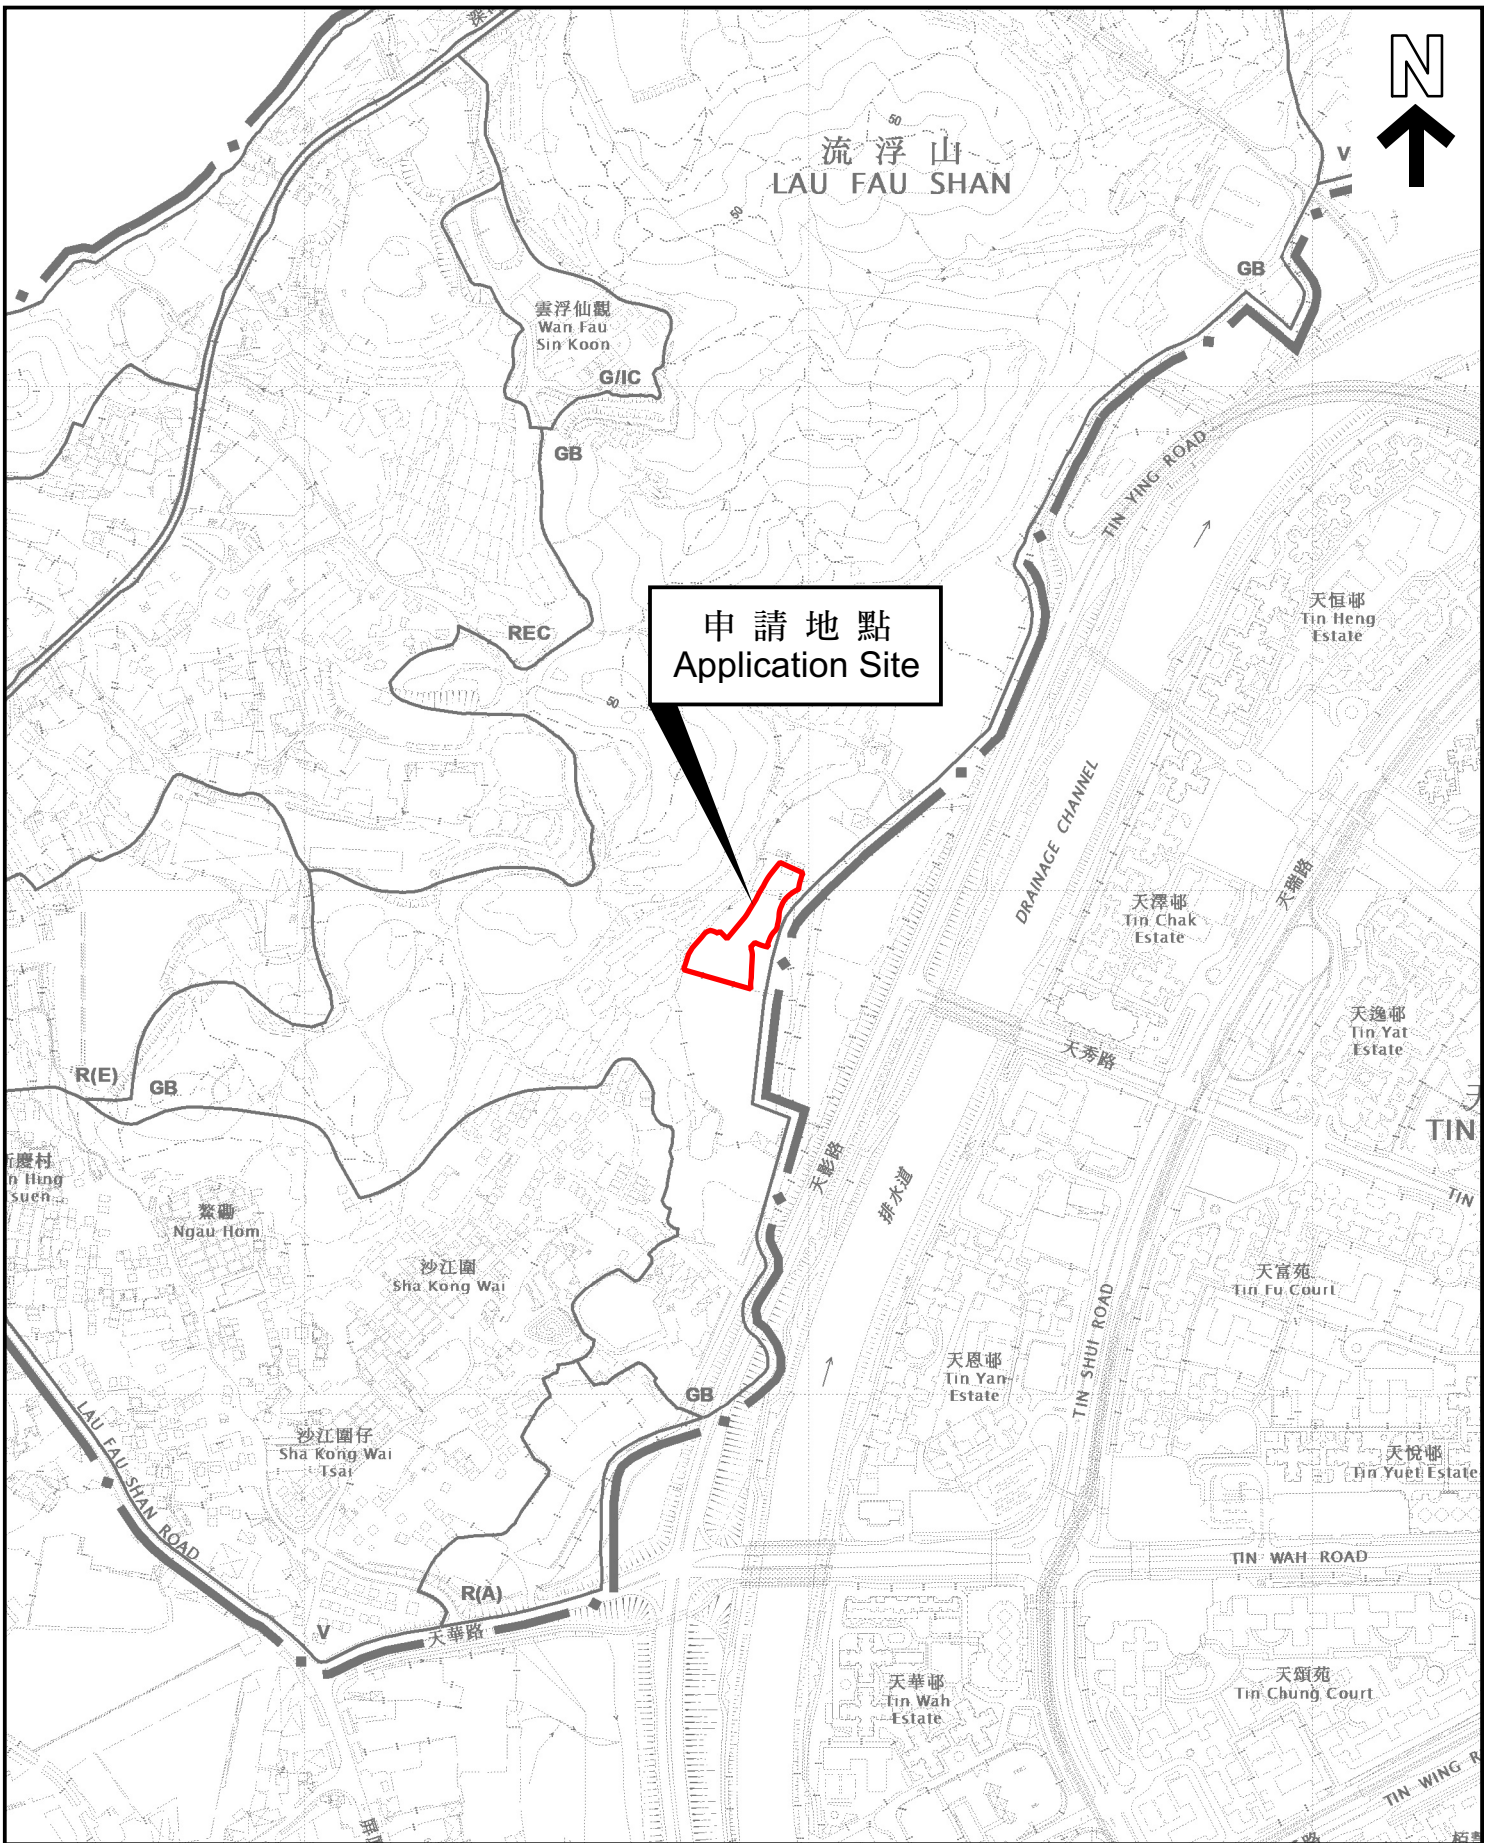 深
N
50
流浮山
LAU FAU SHAN
50
V
GB
雲浮仙觀
Wan Fau
Sin Koon
G/IC
GB
TIN YING ROAD
天恒邨
Tin Heng
Estate
REC
申請地點
Application Site
50
DRAINAGE CHANNEL
天瑞路
天澤邨
Tin Chak
Estate
天逸邨
Tin Yat
Estate
天秀路
R(E)
GB
TIN
天影路
排水道
慶村
n Hing
suen
鰲磡
Ngau Hom
TIN
沙江圍
Sha Kong Wai
天富苑
Tin Fu Court
TIN SHUI ROAD
天恩邨
Tin Yan
Estate
GB
LAU FAU SHAN ROAD
沙江圍仔
Sha Kong Wai
Tsai
天悅邨
Tin Yuet Estate
TIN WAH ROAD
R(A)
V
天華路
天華邨
Tin Wah
Estate
天頌苑
Tin Chung Court
TIN WING R